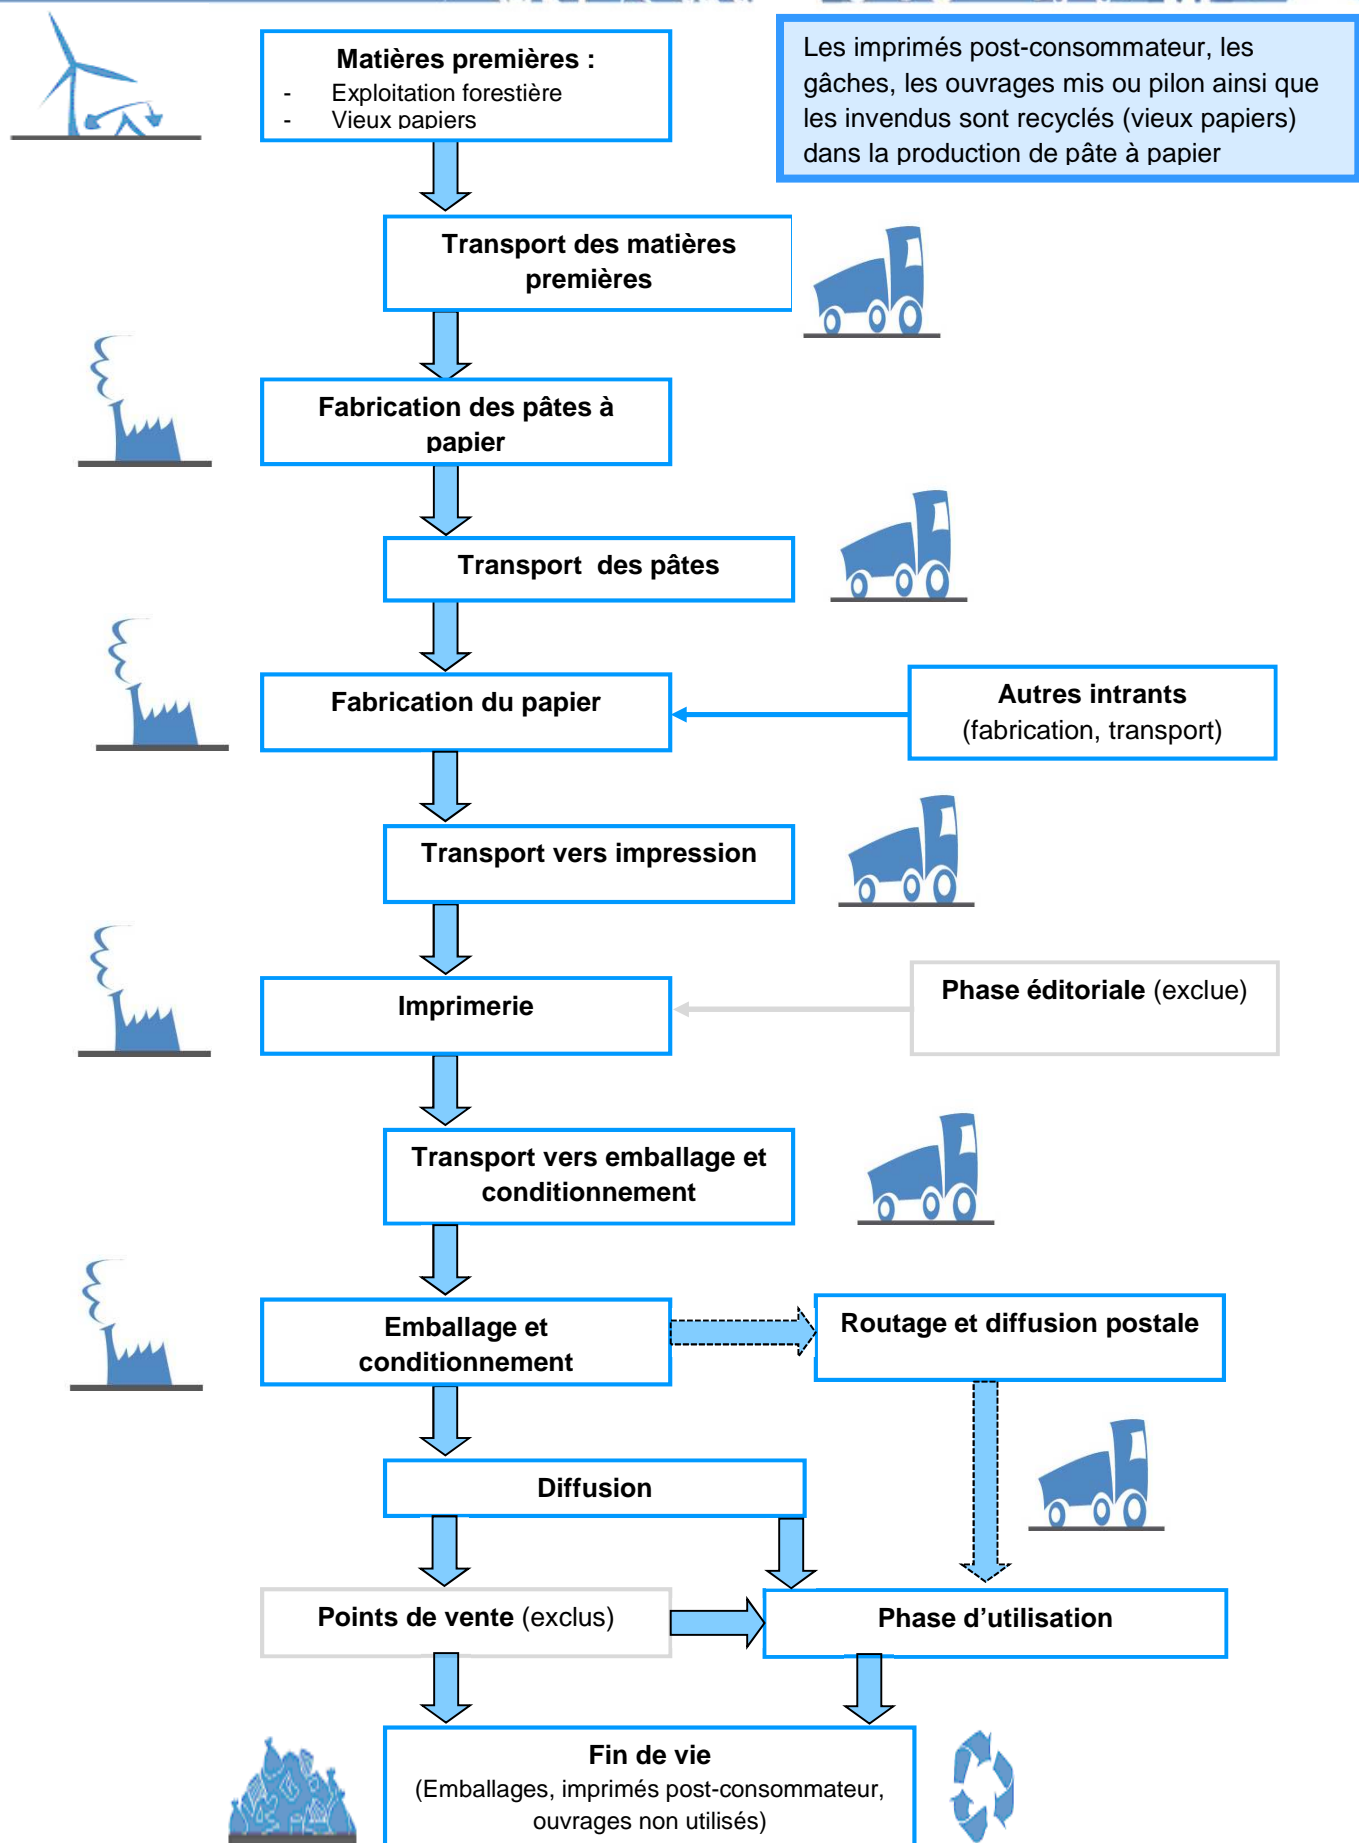 Matières premières :
- Exploitation forestière
- Vieux papiers
Les imprimés post-consommateur, les
gâches, les ouvrages mis ou pilon ainsi que
les invendus sont recyclés (vieux papiers)
dans la production de pâte à papier
Transport des matières
premières
Fabrication des pâtes à
papier
Transport des pâtes
Fabrication du papier
Autres intrants
(fabrication, transport)
Transport vers impression
Imprimerie
Phase éditoriale (exclue)
Transport vers emballage et
conditionnement
Emballage et
conditionnement
Routage et diffusion postale
Diffusion
Points de vente (exclus)
Phase d’utilisation
Fin de vie
(Emballages, imprimés post-consommateur,
ouvrages non utilisés)